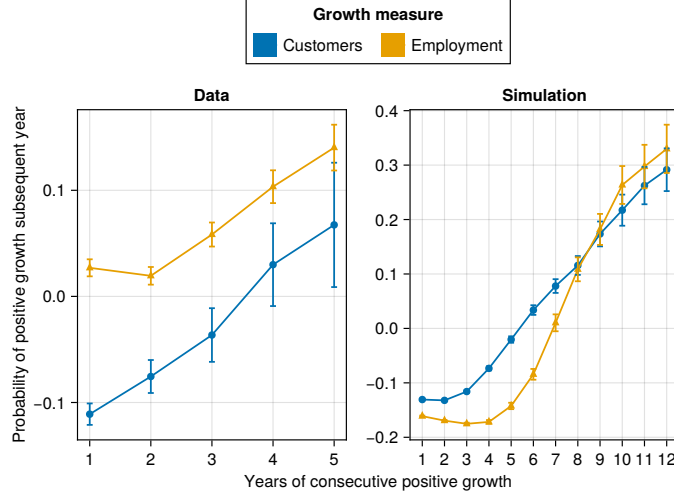 Growth measure
Customers Employment
Data
Simulation
Probability of positive growth subsequent year
0.1
0.0
−0.1
1 2 3 4 5
0.4
0.3
0.2
0.1
0.0
−0.1
−0.2
1 2 3 4 5 6 7 8 9 10 11 12
Years of consecutive positive growth